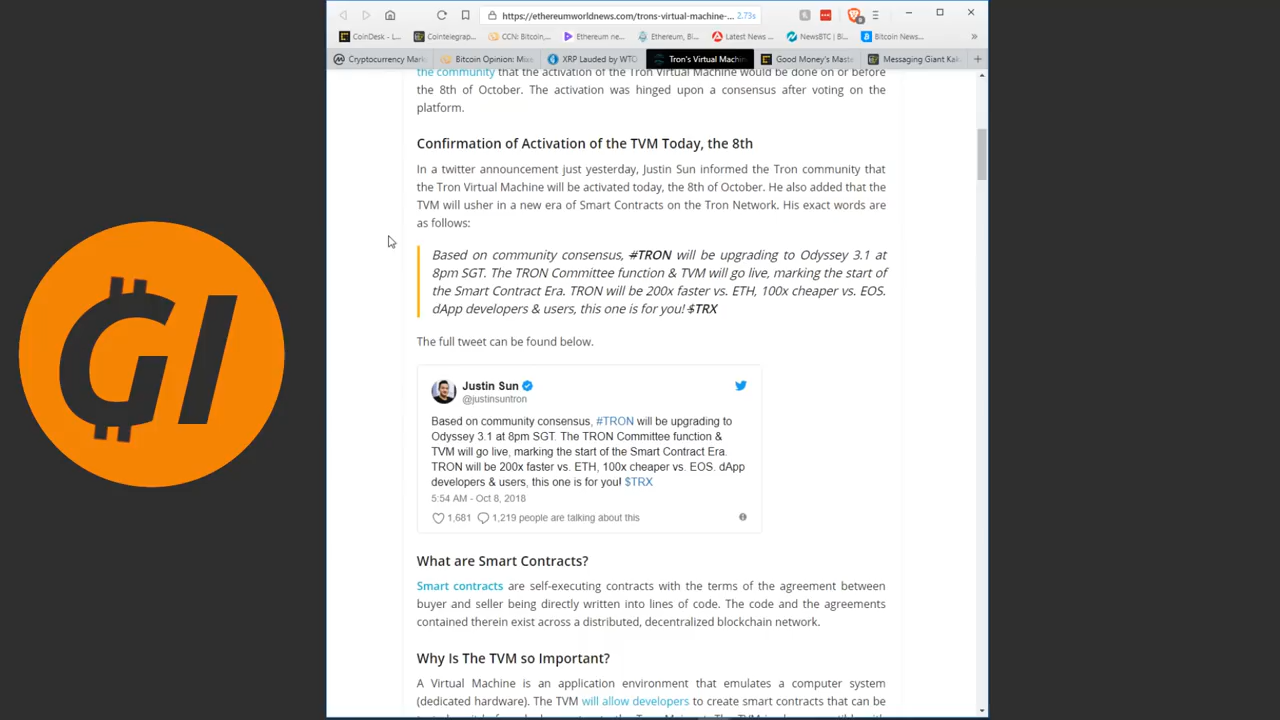 https://ethereumworldnews.com/trons-virtual-machine-... 2.73s
CoinDesk - L...
Cointelegrap...
CCN: Bitcoin,...
Ethereum ne...
Ethereum, Bi...
Latest News ...
NewsBTC | Bi...
Bitcoin News...
»
Cryptocurrency Mark
Bitcoin Opinion: Mixe
XRP Lauded by WTO
Tron's Virtual Machin
Good Money's Maste
Messaging Giant Kak
GI
the community that the activation of the Tron Virtual Machine would be done on or before
the 8th of October. The activation was hinged upon a consensus after voting on the
platform.
Confirmation of Activation of the TVM Today, the 8th
In a twitter announcement just yesterday, Justin Sun informed the Tron community that
the Tron Virtual Machine will be activated today, the 8th of October. He also added that the
TVM will usher in a new era of Smart Contracts on the Tron Network. His exact words are
as follows:
Based on community consensus, #TRON will be upgrading to Odyssey 3.1 at
8pm SGT. The TRON Committee function & TVM will go live, marking the start of
the Smart Contract Era. TRON will be 200x faster vs. ETH, 100x cheaper vs. EOS.
dApp developers & users, this one is for you! $TRX
The full tweet can be found below.
Justin Sun
@justinsuntron
Based on community consensus, #TRON will be upgrading to
Odyssey 3.1 at 8pm SGT. The TRON Committee function &
TVM will go live, marking the start of the Smart Contract Era.
TRON will be 200x faster vs. ETH, 100x cheaper vs. EOS. dApp
developers & users, this one is for you! $TRX
5:54 AM - Oct 8, 2018
1,681 1,219 people are talking about this
What are Smart Contracts?
Smart contracts are self-executing contracts with the terms of the agreement between
buyer and seller being directly written into lines of code. The code and the agreements
contained therein exist across a distributed, decentralized blockchain network.
Why Is The TVM so Important?
A Virtual Machine is an application environment that emulates a computer system
(dedicated hardware). The TVM will allow developers to create smart contracts that can be